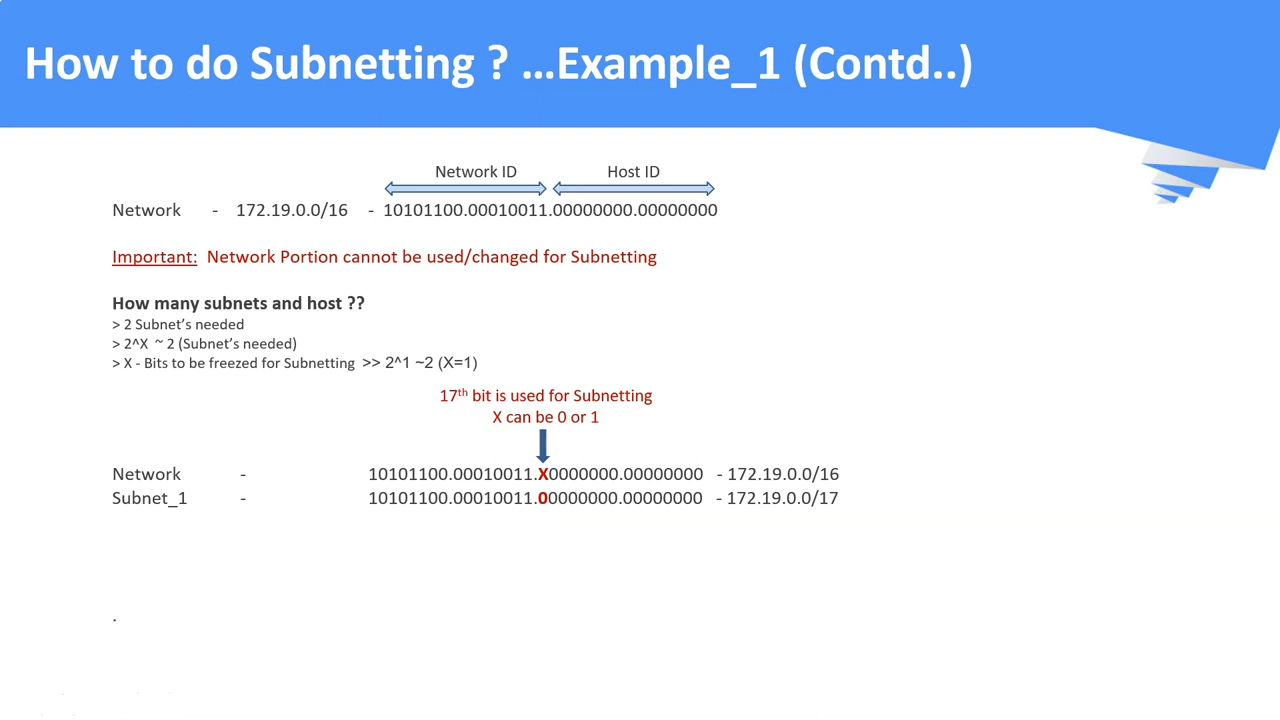 How to do Subnetting ? ...Example_1 (Contd..)
Network ID Host ID
Network - 172.19.0.0/16 - 10101100.00010011.00000000.00000000
Important: Network Portion cannot be used/changed for Subnetting
How many subnets and host ??
> 2 Subnet's needed
> 2^X ~ 2 (Subnet's needed)
> X - Bits to be freezed for Subnetting >> 2^1 ~2 (X=1)
17th bit is used for Subnetting
X can be 0 or 1
Network - 10101100.00010011.X0000000.00000000 - 172.19.0.0/16
Subnet_1 - 10101100.00010011.00000000.00000000 - 172.19.0.0/17
.